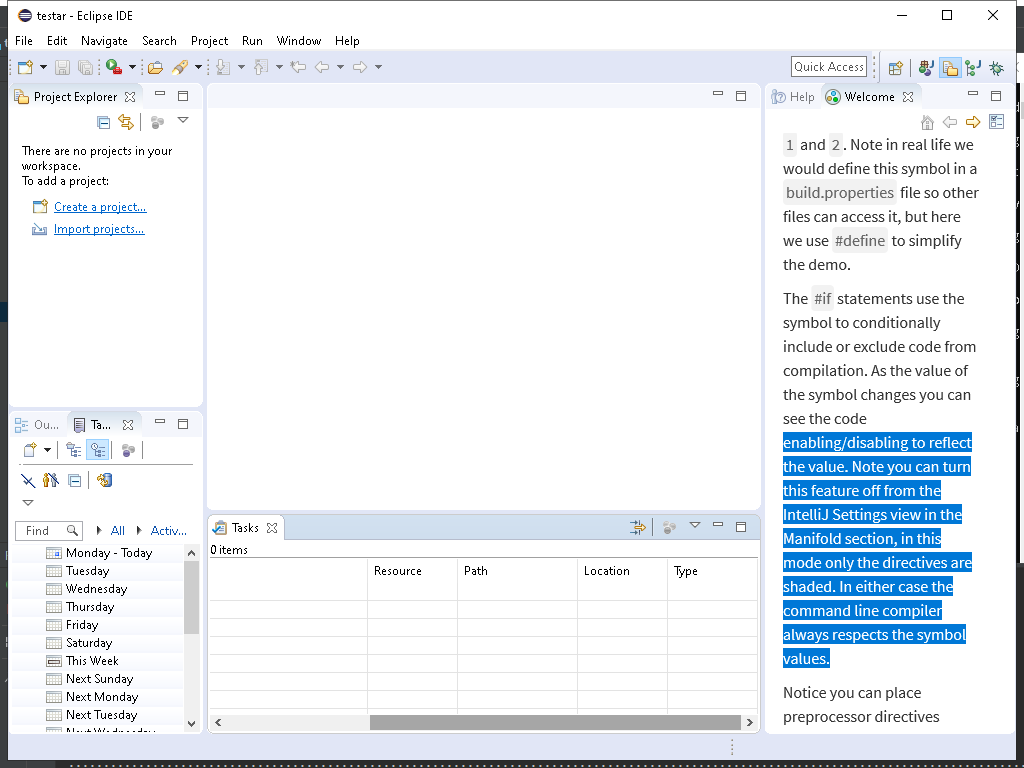 testar - Eclipse IDE
File Edit Navigate Search Project Run Window Help
Quick Access
Project Explorer
There are no projects in your
workspace.
To add a project:
Create a project...
Import projects...
Ou...
Ta...
Find
All
Activ...
Monday - Today
Tuesday
Wednesday
Thursday
Friday
Saturday
This Week
Next Sunday
Next Monday
Next Tuesday
Next Wednesday
Tasks
0 items
Resource Path Location Type
Help
Welcome
1 and 2. Note in real life we
would define this symbol in a
build.properties file so other
files can access it, but here
we use #define to simplify
the demo.
The #if statements use the
symbol to conditionally
include or exclude code from
compilation. As the value of
the symbol changes you can
see the code
enabling/disabling to reflect
the value. Note you can turn
this feature off from the
IntelliJ Settings view in the
Manifold section, in this
mode only the directives are
shaded. In either case the
command line compiler
always respects the symbol
values.
Notice you can place
preprocessor directives